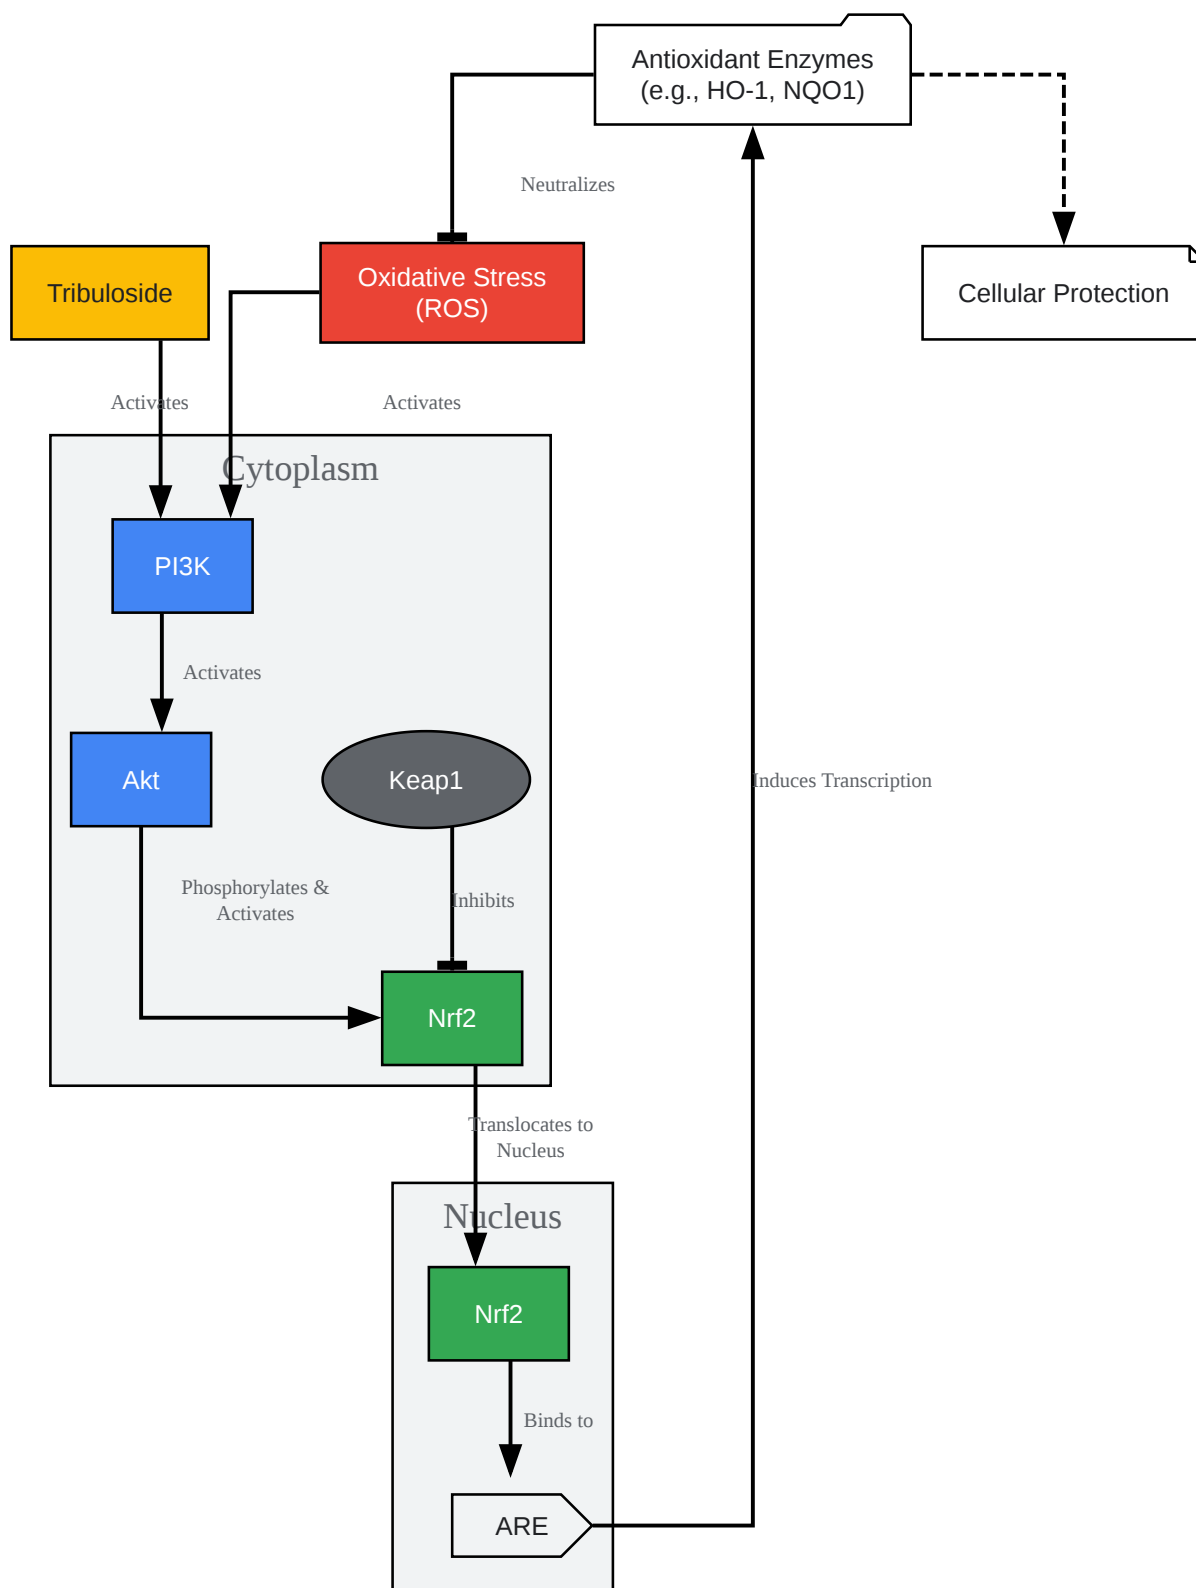 Antioxidant Enzymes
(e.g., HO-1, NQO1)
Neutralizes
Tribuloside
Oxidative Stress
(ROS)
Cellular Protection
Activates
Activates
Cytoplasm
PI3K
Activates
Akt
Keap1
Induces Transcription
Phosphorylates &
Activates
Inhibits
Nrf2
Translocates to
Nucleus
Nucleus
Nrf2
Binds to
ARE